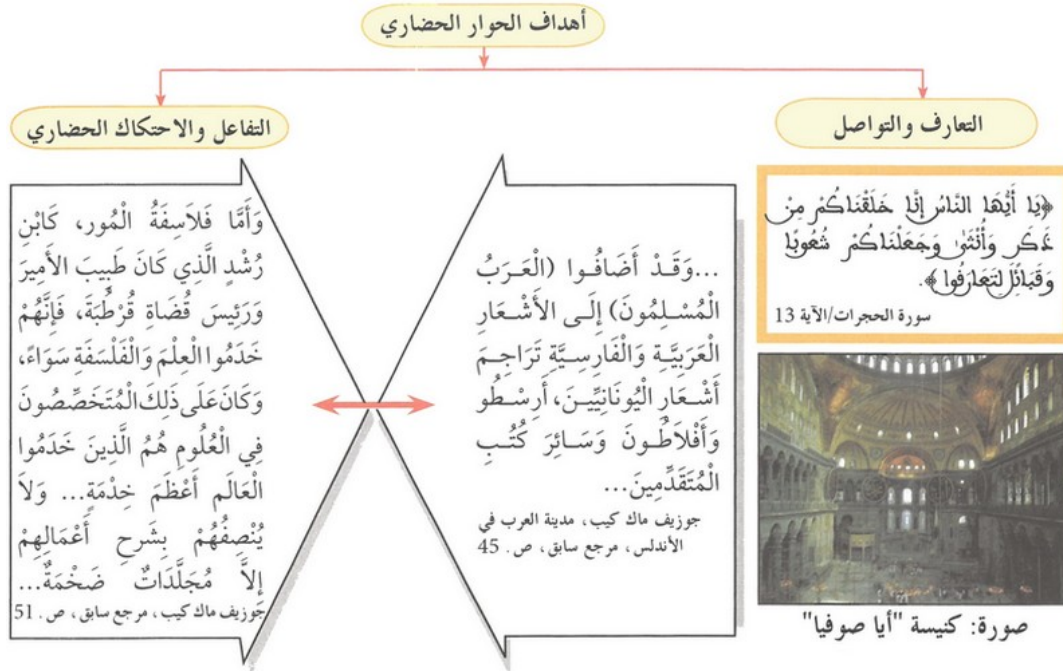 أهداف الحوار الحضاري
التعارف والتواصل
﴿يَا أَيُّهَا النَّاسُ إِنَّا خَلَقْنَاكُمْ مِنْ
ذَكَرٍ وَأُنْثَىٰ وَجَعَلْنَاكُمْ شُعُوبًا
وَقَبَائِلَ لِتَعَارَفُوا﴾.
سورة الحجرات/الآية 13
صورة: كنيسة "أيا صوفيا"
التفاعل والاحتكاك الحضاري
...وَقَدْ أَضَافُوا (الْعَرَبُ
الْمُسْلِمُونَ) إِلَى الأَشْعَارِ
الْعَرَبِيَّةِ وَالْفَارِسِيَّةِ تَرَاجِمَ
أَشْعَارِ الْيُونَانِيِّينَ، أَرِسْطُو
وَأَفْلَاطُونَ وَسَائِرَ كُتُبِ
الْمُتَقَدِّمِينَ...
جوزيف ماك كيب، مدينة العرب في
الأندلس، مرجع سابق، ص. 45
وَأَمَّا فَلَاسِفَةُ الْمُور، كَابْنِ
رُشْدٍ الَّذِي كَانَ طَبِيبَ الأَمِيرَ
وَرَئِيسَ قُضَاةِ قُرْطُبَةَ، فَإِنَّهُمْ
خَدَمُوا الْعِلْمَ وَالْفَلْسَفَةِ سَوَاءً،
وَكَانَ عَلَى ذَلِكَ الْمُتَخَصِّصُونَ
فِي الْعُلُومِ هُمُ الَّذِينَ خَدَمُوا
الْعَالَمِ أَعْظَمَ خِدْمَةٍ... وَلاَ
يُنْصِفُهُمْ بِشَرحِ أَعْمَالِهِمْ
إِلاَّ مُجَلَّدَاتٌ ضَخْمَةٌ...
جوزيف ماك كيب، مرجع سابق، ص. 51